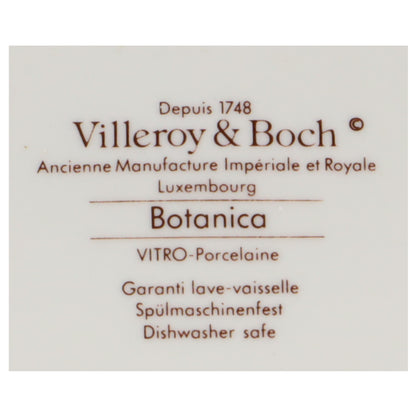 Depuis 1748
Villeroy & Boch ©
Ancienne Manufacture Impériale et Royale
Luxembourg
Botanica
VITRO-Porcelaine
Garanti lave-vaisselle
Spülmaschinenfest
Dishwasher safe